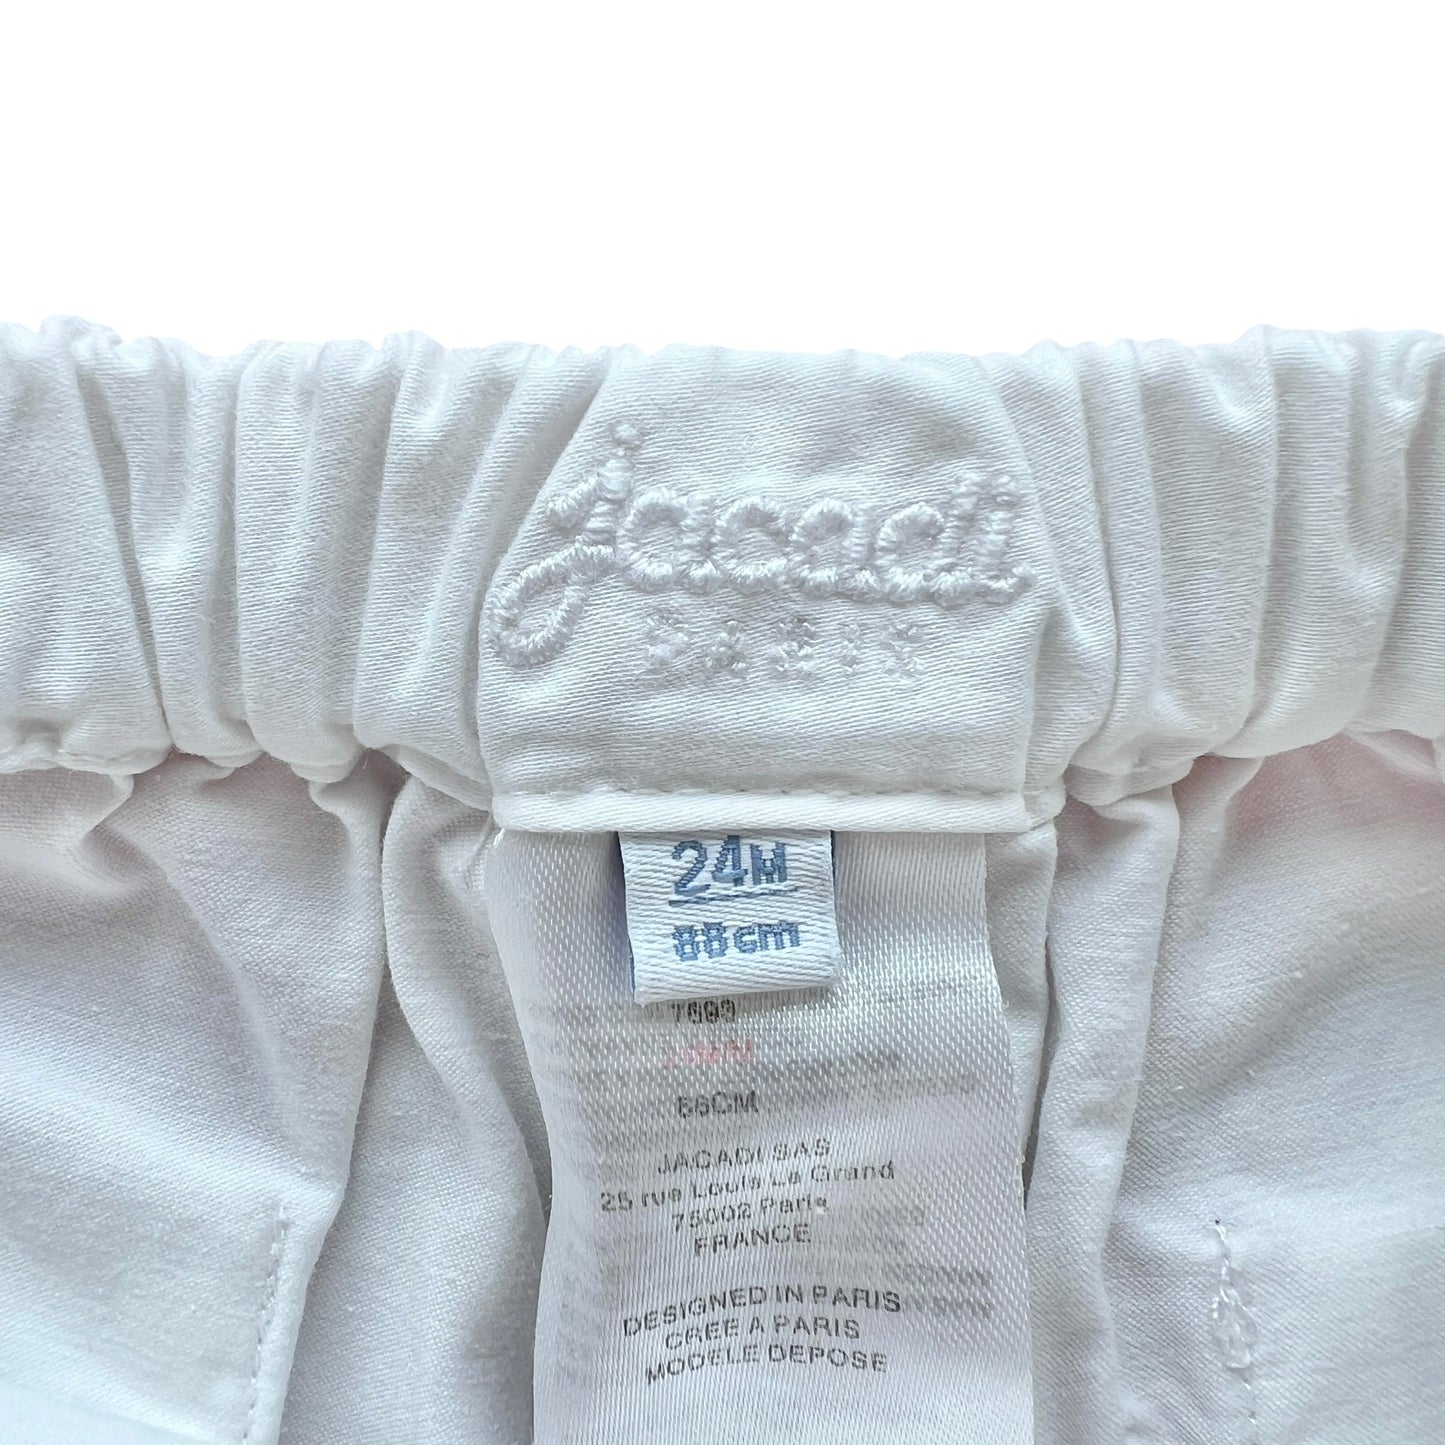 Jacadi
PARIS
24M
88cm
JACADI SAS
25 rue Louis Le Grand
75002 Paris
FRANCE
DESIGNED IN PARIS
CREE A PARIS
MODELE DEPOSE